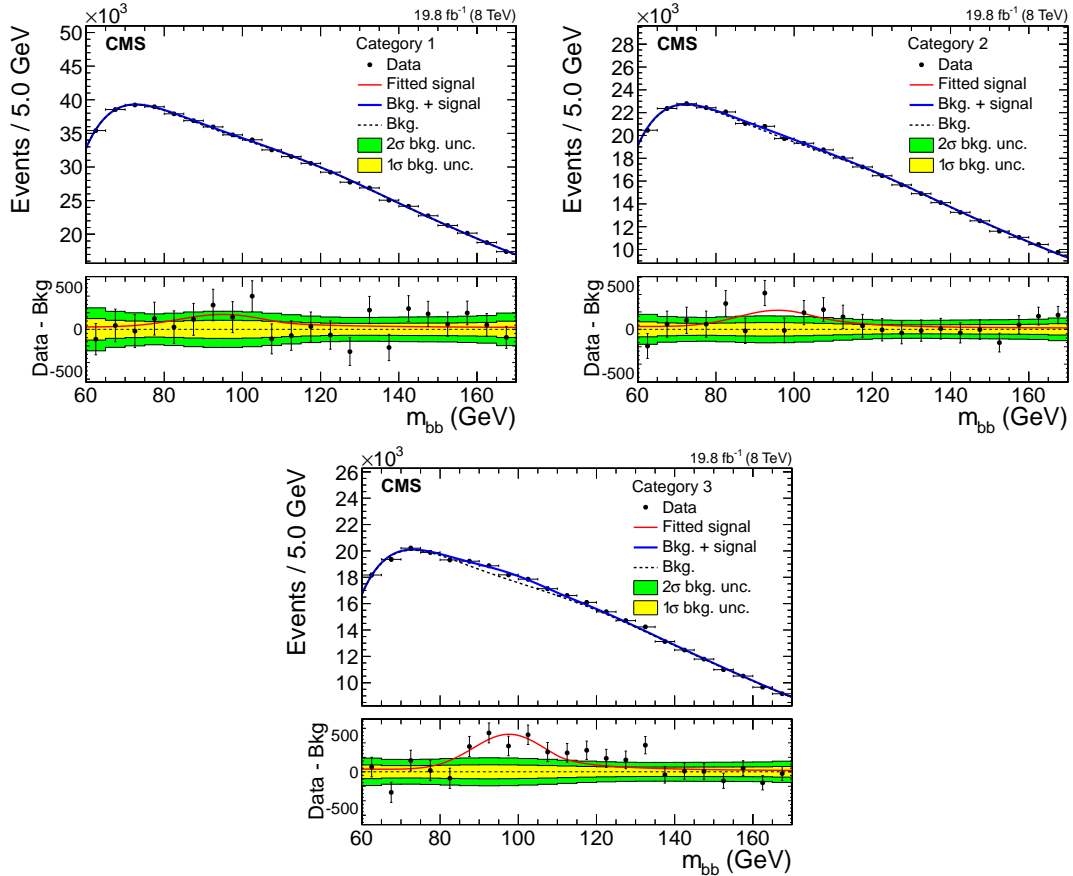 ×10³
19.8 fb⁻¹ (8 TeV)
CMS
Category 1
Data
Fitted signal
Bkg. + signal
Bkg.
2σ bkg. unc.
1σ bkg. unc.
Events / 5.0 GeV
50
45
40
35
30
25
20
Data - Bkg
500
0
-500
60 80 100 120 140 160
m_bb (GeV)
×10³
19.8 fb⁻¹ (8 TeV)
CMS
Category 2
Data
Fitted signal
Bkg. + signal
Bkg.
2σ bkg. unc.
1σ bkg. unc.
Events / 5.0 GeV
28
26
24
22
20
18
16
14
12
10
Data - Bkg
500
0
-500
60 80 100 120 140 160
m_bb (GeV)
×10³
19.8 fb⁻¹ (8 TeV)
CMS
Category 3
Data
Fitted signal
Bkg. + signal
Bkg.
2σ bkg. unc.
1σ bkg. unc.
Events / 5.0 GeV
26
24
22
20
18
16
14
12
10
Data - Bkg
500
0
-500
60 80 100 120 140 160
m_bb (GeV)